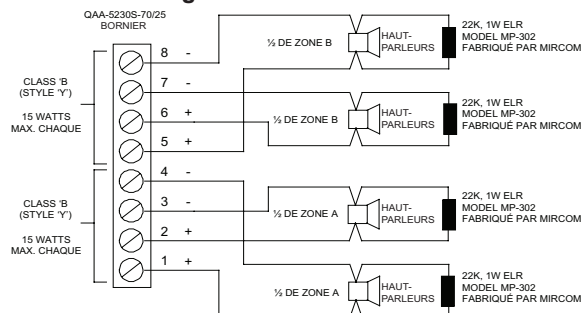 QAA-5230S-70/25
BORNIER
8 -
7 -
6 +
5 +
4 -
3 -
2 +
1 +
CLASS 'B
(STYLE 'Y')
15 WATTS
MAX. CHAQUE
CLASS 'B
(STYLE 'Y')
15 WATTS
MAX. CHAQUE
½ DE ZONE B
HAUT-
PARLEURS
22K, 1W ELR
MODEL MP-302
FABRIQUÉ PAR MIRCOM
½ DE ZONE B
HAUT-
PARLEURS
22K, 1W ELR
MODEL MP-302
FABRIQUÉ PAR MIRCOM
½ DE ZONE A
HAUT-
PARLEURS
22K, 1W ELR
MODEL MP-302
FABRIQUÉ PAR MIRCOM
½ DE ZONE A
HAUT-
PARLEURS
22K, 1W ELR
MODEL MP-302
FABRIQUÉ PAR MIRCOM